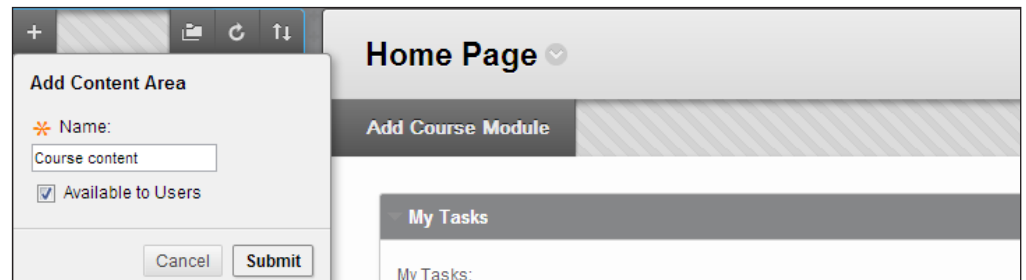 +
Add Content Area
Name:
Course content
Available to Users
Cancel Submit
Home Page
Add Course Module
My Tasks
My Tasks: